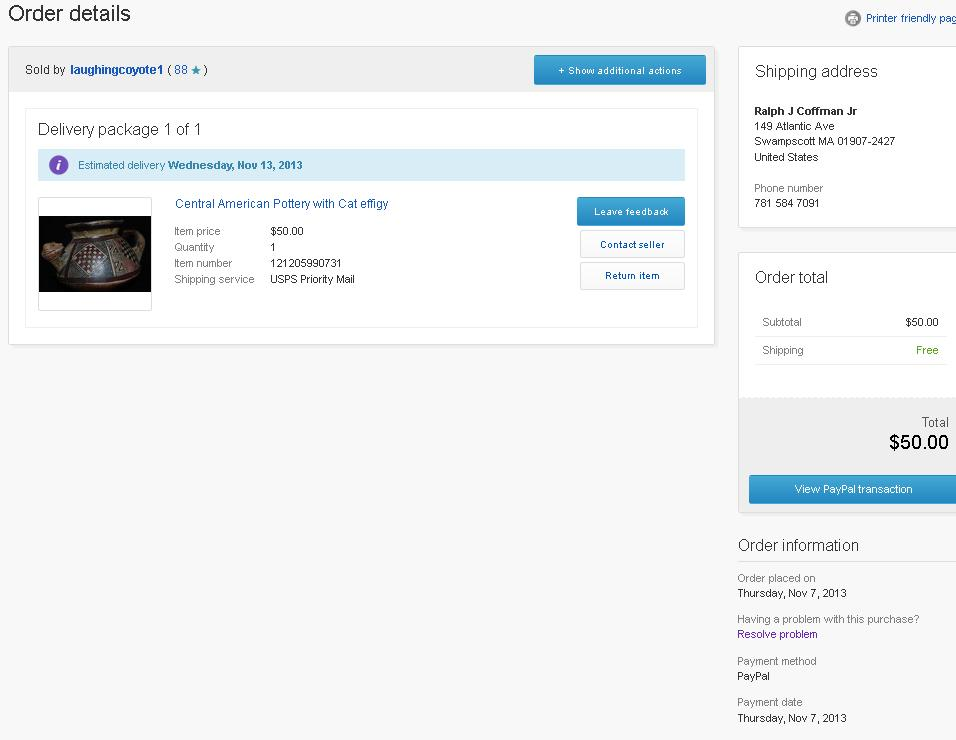 Order details
Printer friendly pag
Sold by laughingcoyote1 ( 88 ★ )
+ Show additional actions
Delivery package 1 of 1
i Estimated delivery Wednesday, Nov 13, 2013
Central American Pottery with Cat effigy
Item price $50.00
Quantity 1
Item number 121205990731
Shipping service USPS Priority Mail
Leave feedback
Contact seller
Return item
Shipping address
Ralph J Coffman Jr
149 Atlantic Ave
Swampscott MA 01907-2427
United States
Phone number
781 584 7091
Order total
Subtotal $50.00
Shipping Free
Total
$50.00
View PayPal transaction
Order information
Order placed on
Thursday, Nov 7, 2013
Having a problem with this purchase?
Resolve problem
Payment method
PayPal
Payment date
Thursday, Nov 7, 2013